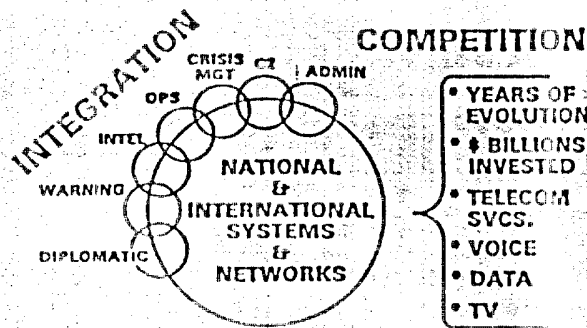 INTEGRATION
COMPETITION
CRISIS
MGT
C2
ADMIN
OPS
INTEL
WARNING
DIPLOMATIC
NATIONAL
&
INTERNATIONAL
SYSTEMS
&
NETWORKS
• YEARS OF
EVOLUTION
• $ BILLIONS
INVESTED
• TELECOM
SVCS.
• VOICE
• DATA
• TV